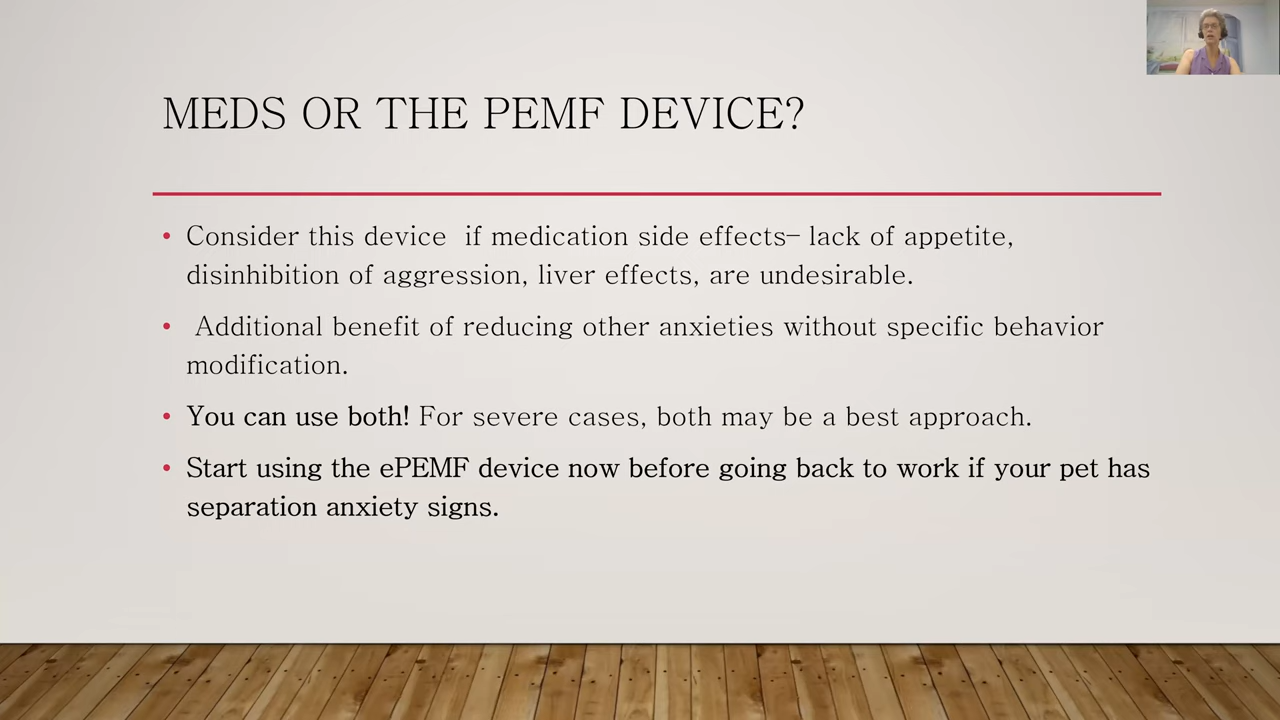 MEDS OR THE PEMF DEVICE?
• Consider this device  if medication side effects– lack of appetite,
disinhibition of aggression, liver effects, are undesirable.
• Additional benefit of reducing other anxieties without specific behavior
modification.
• You can use both! For severe cases, both may be a best approach.
• Start using the ePEMF device now before going back to work if your pet has
separation anxiety signs.